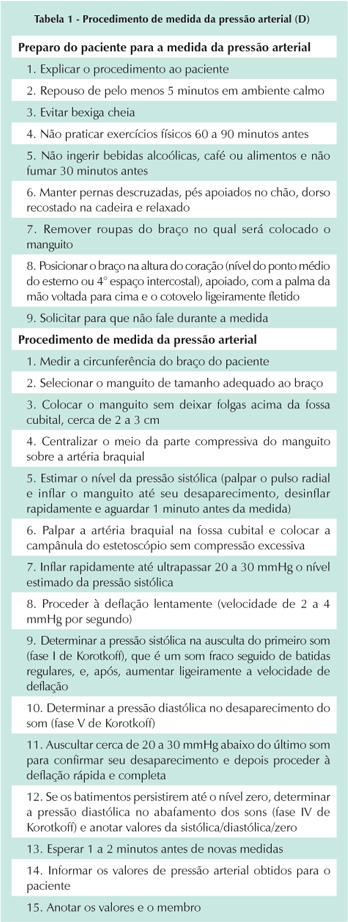 Tabela 1 - Procedimento de medida da pressão arterial (D)
Preparo do paciente para a medida da pressão arterial
1. Explicar o procedimento ao paciente
2. Repouso de pelo menos 5 minutos em ambiente calmo
3. Evitar bexiga cheia
4. Não praticar exercícios físicos 60 a 90 minutos antes
5. Não ingerir bebidas alcoólicas, café ou alimentos e não
fumar 30 minutos antes
6. Manter pernas descruzadas, pés apoiados no chão, dorso
recostado na cadeira e relaxado
7. Remover roupas do braço no qual será colocado o
manguito
8. Posicionar o braço na altura do coração (nível do ponto médio
do esterno ou 4° espaço intercostal), apoiado, com a palma da
mão voltada para cima e o cotovelo ligeiramente fletido
9. Solicitar para que não fale durante a medida
Procedimento de medida da pressão arterial
1. Medir a circunferência do braço do paciente
2. Selecionar o manguito de tamanho adequado ao braço
3. Colocar o manguito sem deixar folgas acima da fossa
cubital, cerca de 2 a 3 cm
4. Centralizar o meio da parte compressiva do manguito
sobre a artéria braquial
5. Estimar o nível da pressão sistólica (palpar o pulso radial
e inflar o manguito até seu desaparecimento, desinflar
rapidamente e aguardar 1 minuto antes da medida)
6. Palpar a artéria braquial na fossa cubital e colocar a
campânula do estetoscópio sem compressão excessiva
7. Inflar rapidamente até ultrapassar 20 a 30 mmHg o nível
estimado da pressão sistólica
8. Proceder à deflação lentamente (velocidade de 2 a 4
mmHg por segundo)
9. Determinar a pressão sistólica na ausculta do primeiro som
(fase I de Korotkoff), que é um som fraco seguido de batidas
regulares, e, após, aumentar ligeiramente a velocidade de
deflação
10. Determinar a pressão diastólica no desaparecimento do
som (fase V de Korotkoff)
11. Auscultar cerca de 20 a 30 mmHg abaixo do último som
para confirmar seu desaparecimento e depois proceder à
deflação rápida e completa
12. Se os batimentos persistirem até o nível zero, determinar
a pressão diastólica no abafamento dos sons (fase IV de
Korotkoff) e anotar valores da sistólica/diastólica/zero
13. Esperar 1 a 2 minutos antes de novas medidas
14. Informar os valores de pressão arterial obtidos para o
paciente
15. Anotar os valores e o membro